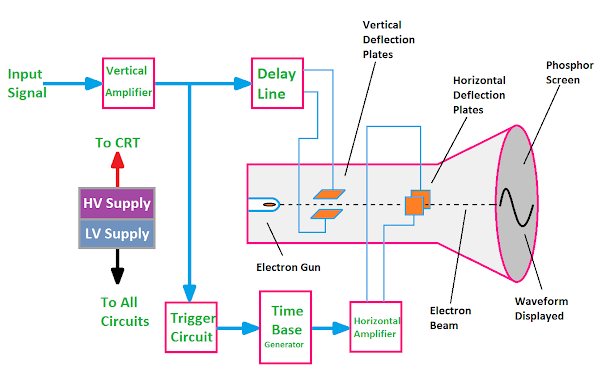 Vertical
Deflection
Plates
Phosphor
Screen
Input
Signal
Vertical
Amplifier
Delay
Line
Horizontal
Deflection
Plates
To CRT
HV Supply
LV Supply
Electron Gun
To All
Circuits
Trigger
Circuit
Time
Base
Generator
Horizontal
Amplifier
Electron
Beam
Waveform
Displayed